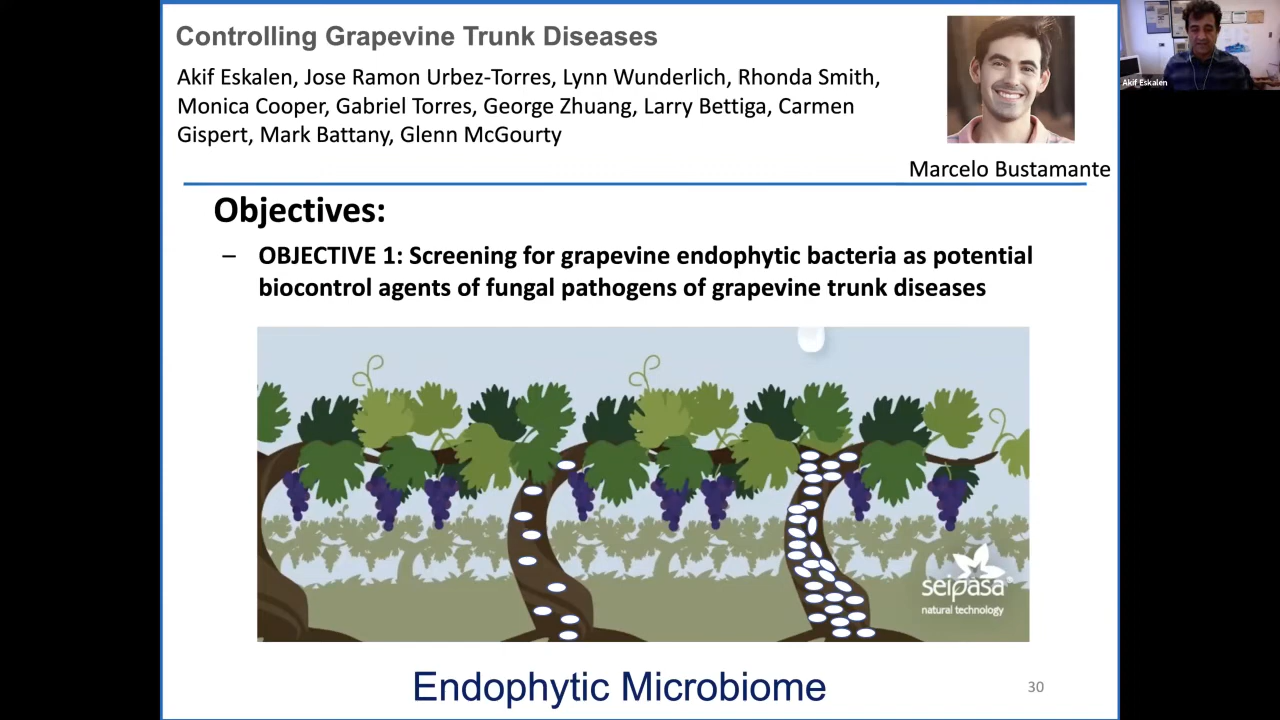 Controlling Grapevine Trunk Diseases
Akif Eskalen, Jose Ramon Urbez-Torres, Lynn Wunderlich, Rhonda Smith,
Monica Cooper, Gabriel Torres, George Zhuang, Larry Bettiga, Carmen
Gispert, Mark Battany, Glenn McGourty
Marcelo Bustamante
Akif Eskalen
Objectives:
– OBJECTIVE 1: Screening for grapevine endophytic bacteria as potential
biocontrol agents of fungal pathogens of grapevine trunk diseases
seipasa
natural technology
Endophytic Microbiome
30